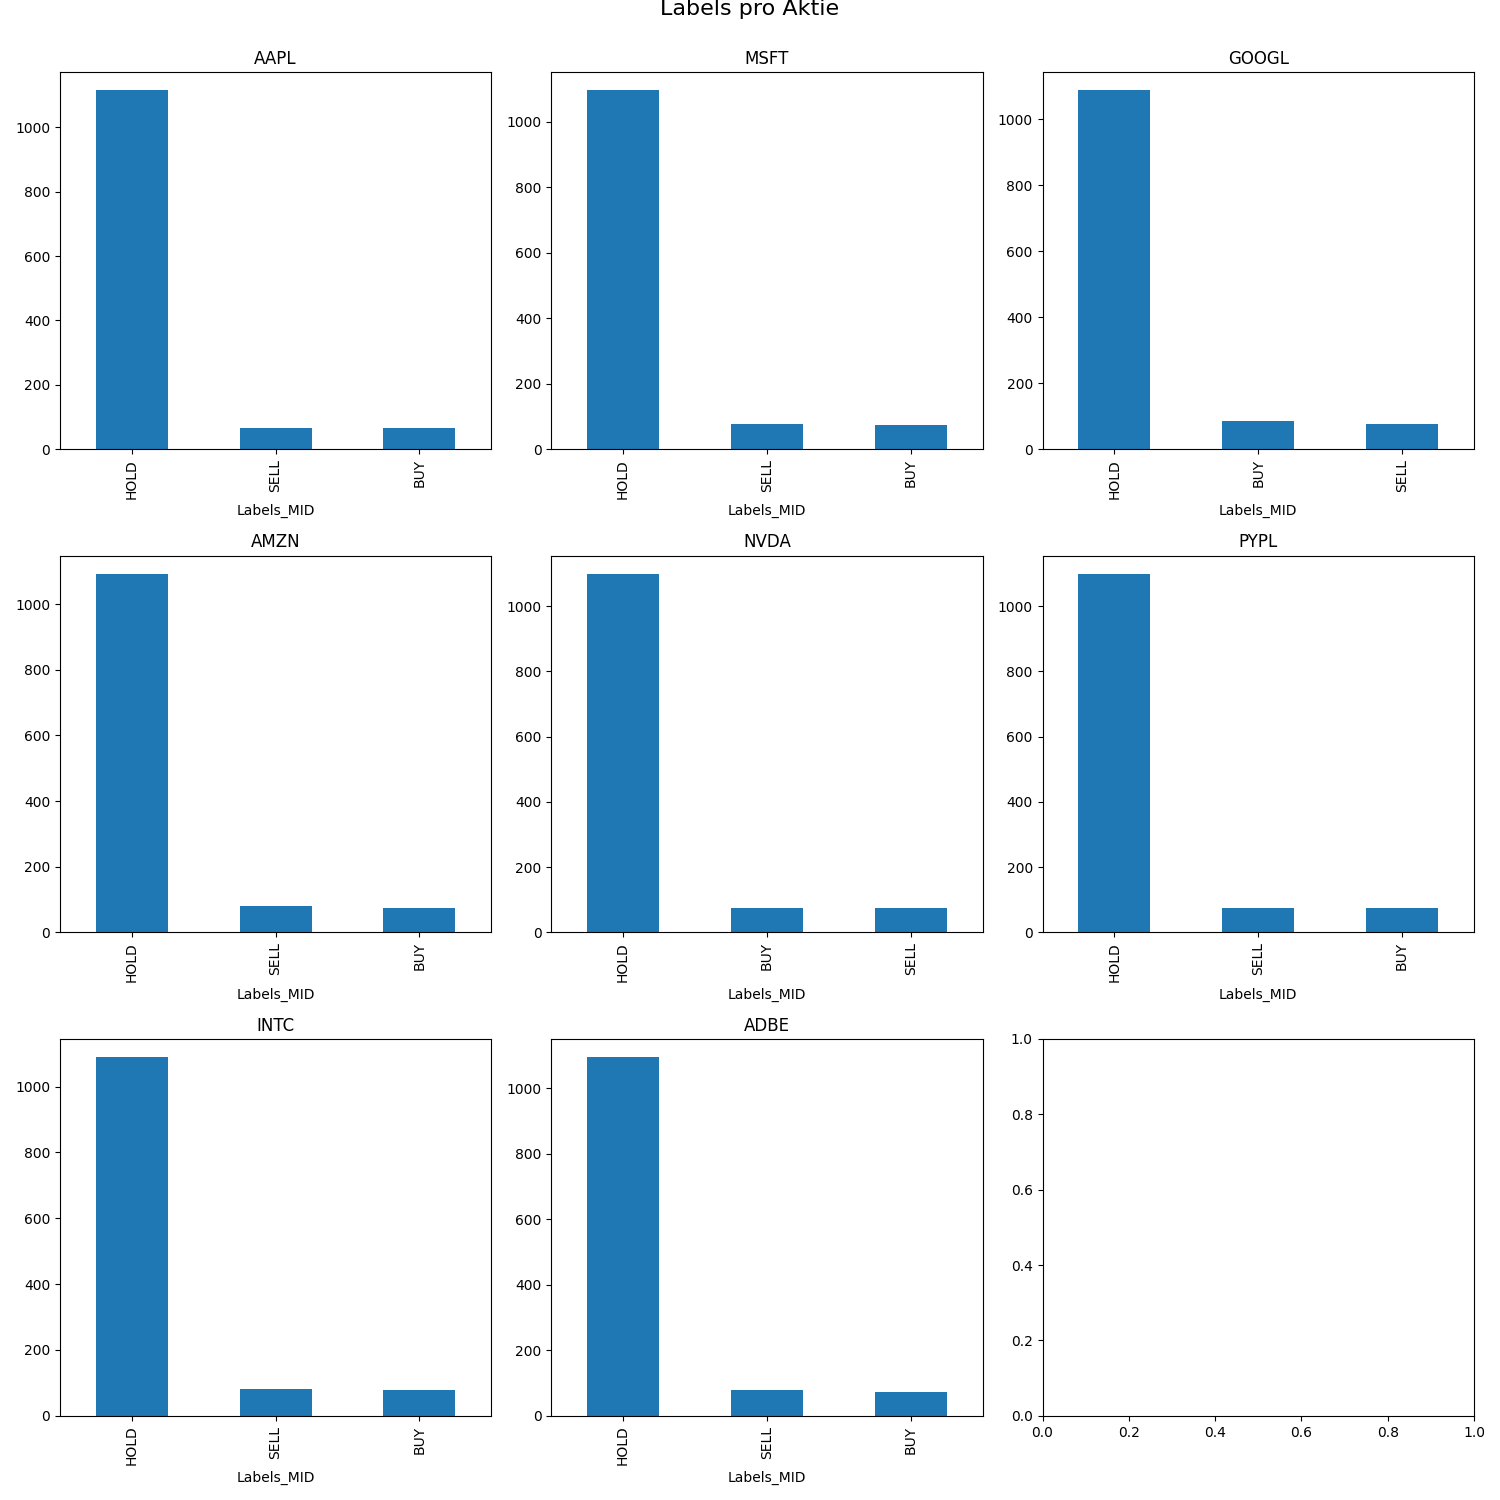 Labels pro Aktie
AAPL
1000
800
600
400
200
0
HOLD
SELL
BUY
Labels_MID
MSFT
1000
800
600
400
200
0
HOLD
SELL
BUY
Labels_MID
GOOGL
1000
800
600
400
200
0
HOLD
BUY
SELL
Labels_MID
AMZN
1000
800
600
400
200
0
HOLD
SELL
BUY
Labels_MID
NVDA
1000
800
600
400
200
0
HOLD
BUY
SELL
Labels_MID
PYPL
1000
800
600
400
200
0
HOLD
SELL
BUY
Labels_MID
INTC
1000
800
600
400
200
0
HOLD
SELL
BUY
Labels_MID
ADBE
1000
800
600
400
200
0
HOLD
SELL
BUY
Labels_MID
1.0
0.8
0.6
0.4
0.2
0.0
0.0 0.2 0.4 0.6 0.8 1.0